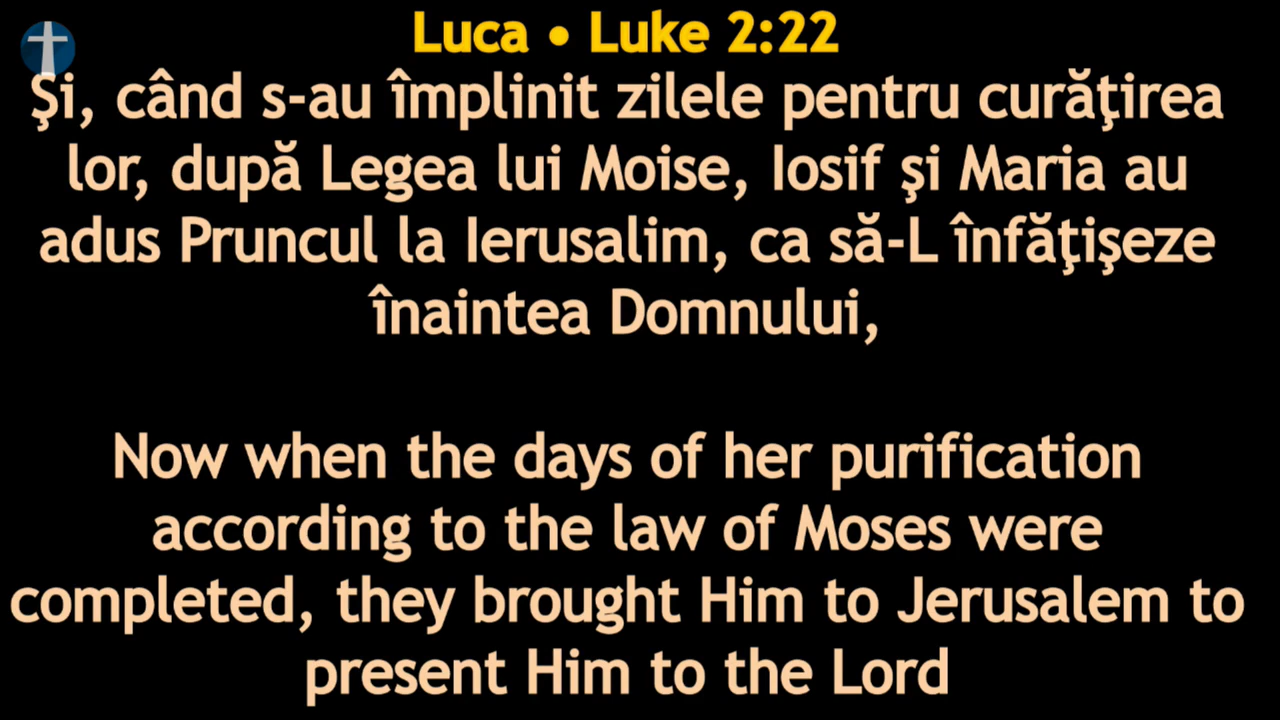 Luca • Luke 2:22
Şi, când s-au împlinit zilele pentru curăţirea
lor, după Legea lui Moise, Iosif şi Maria au
adus Pruncul la Ierusalim, ca să-L înfăţişeze
înaintea Domnului,
Now when the days of her purification
according to the law of Moses were
completed, they brought Him to Jerusalem to
present Him to the Lord